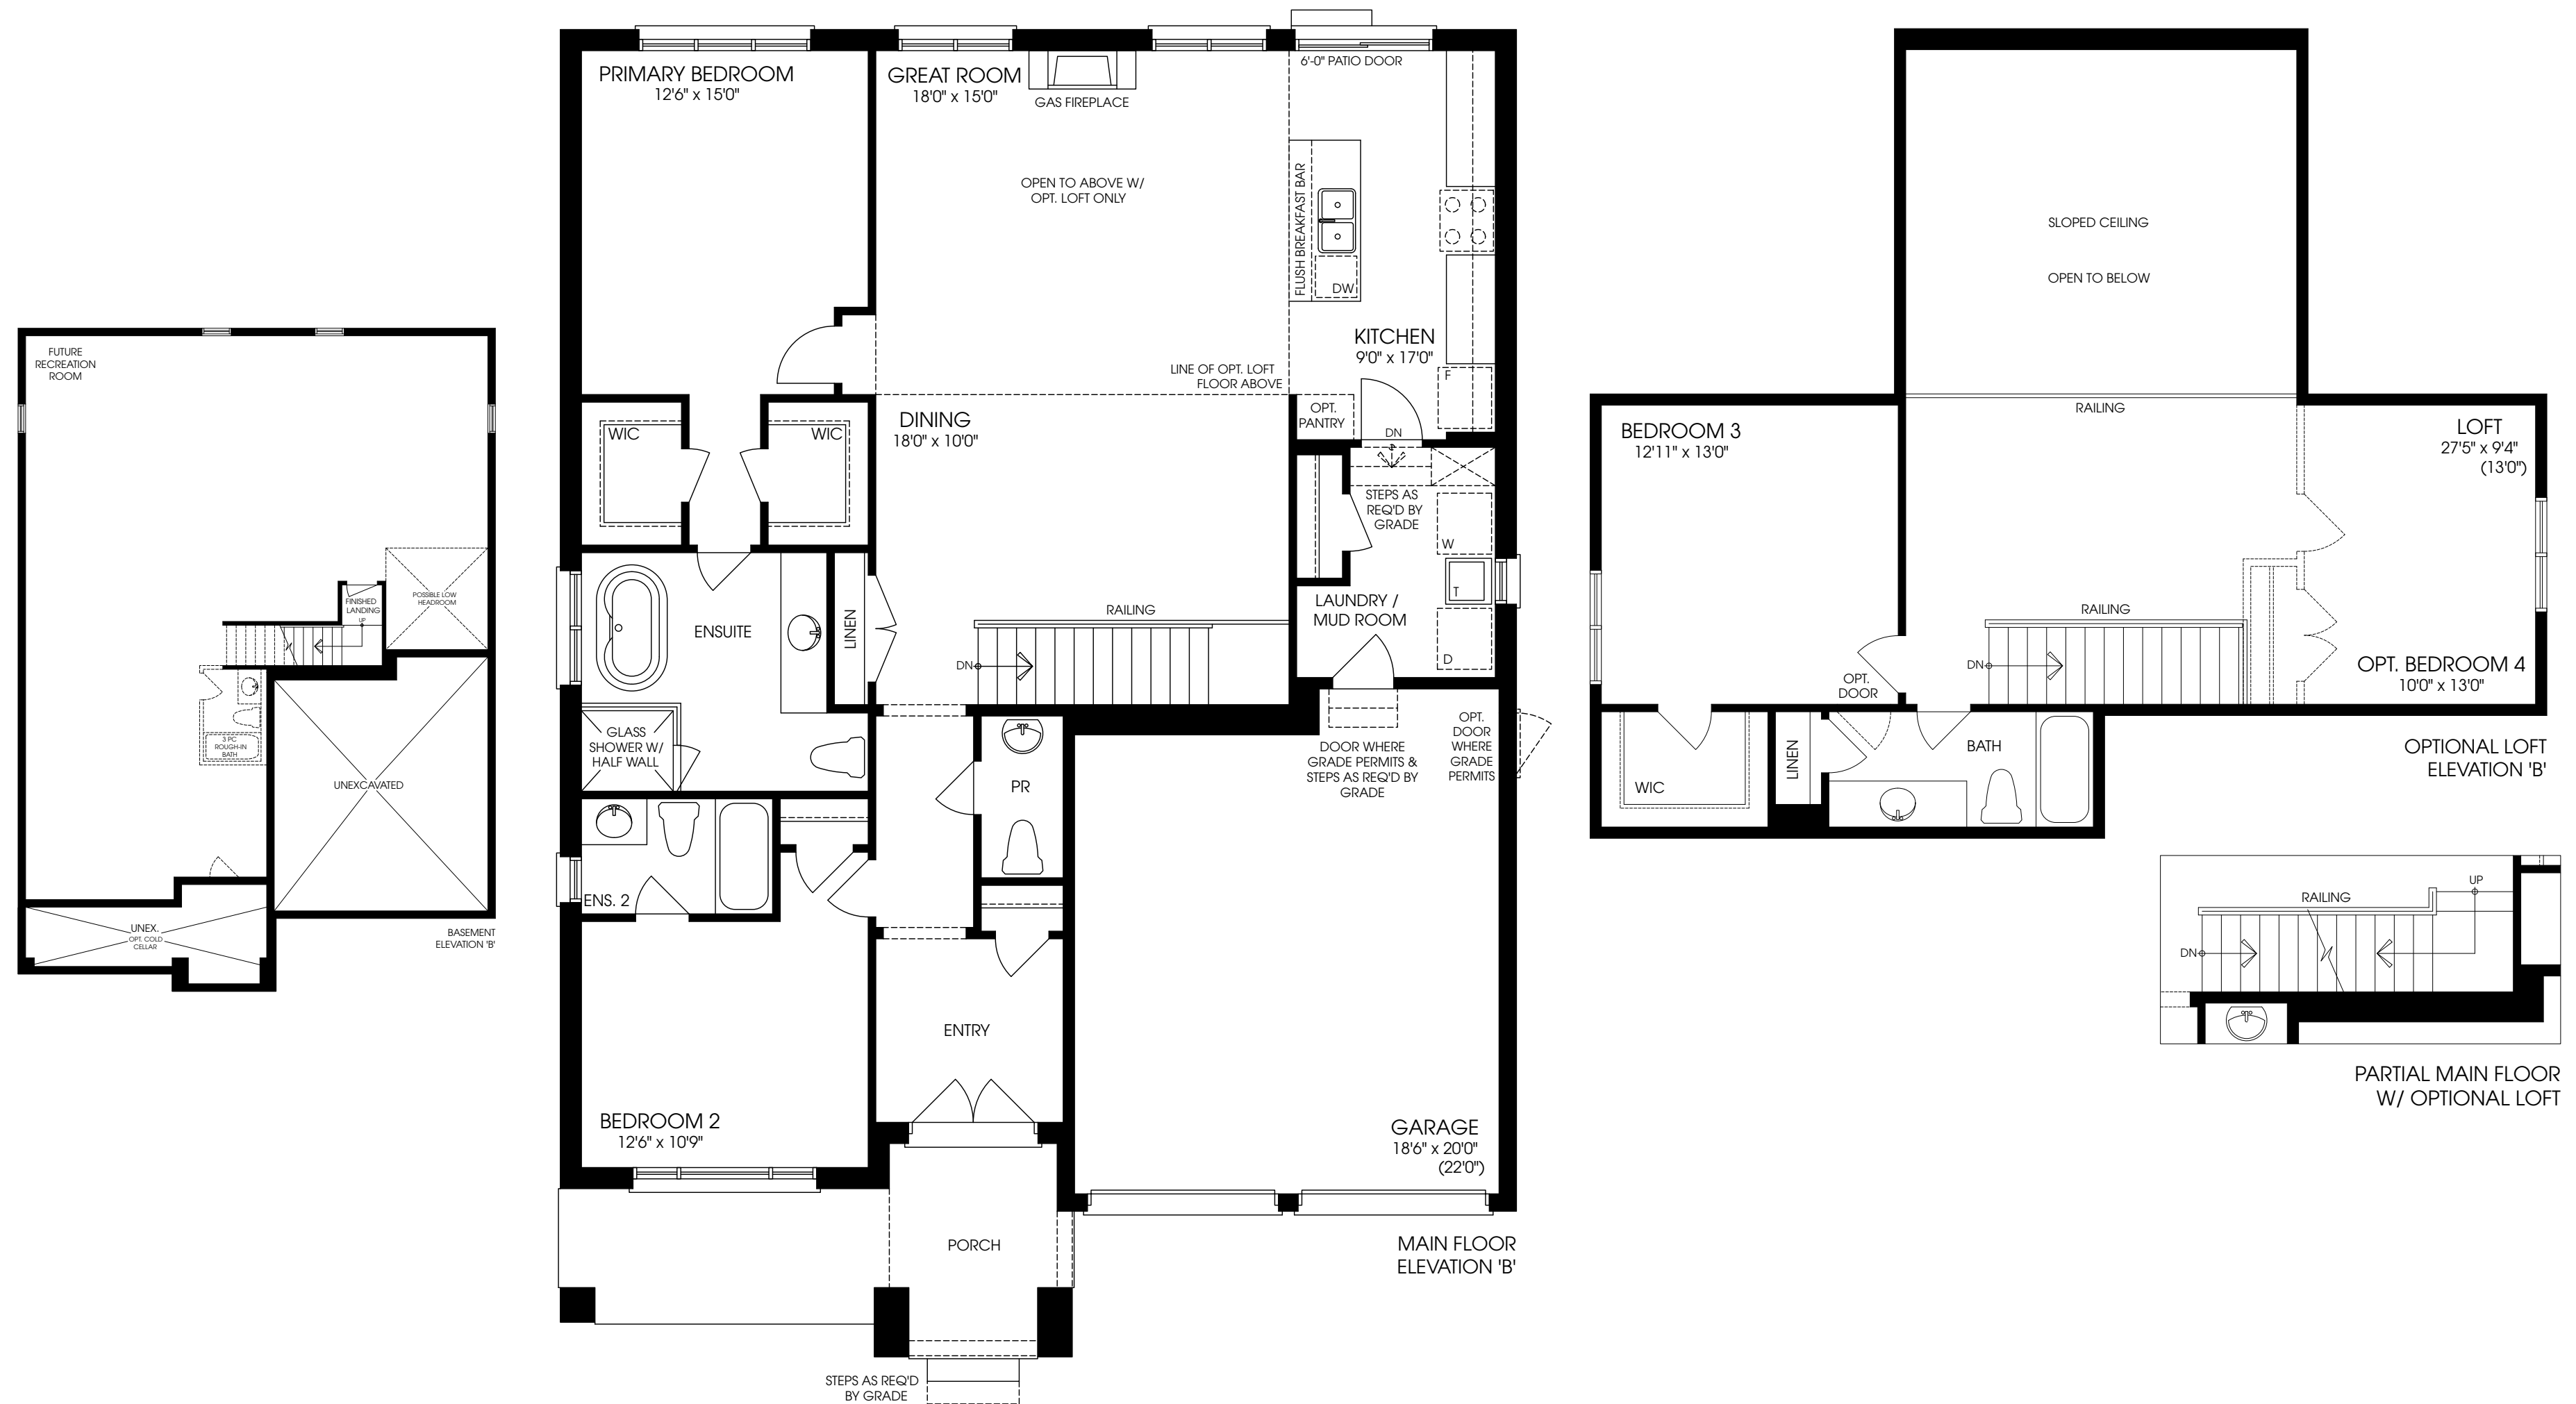 FUTURE
RECREATION
ROOM
POSSIBLE LOW
HEADROOM
FINISHED
LANDING
UP
3 PC
ROUGH-IN
BATH
UNEXCAVATED
UNEX.
OPT. COLD
CELLAR
BASEMENT
ELEVATION 'B'
PRIMARY BEDROOM
12'6" x 15'0"
GREAT ROOM
18'0" x 15'0"
GAS FIREPLACE
6'-0" PATIO DOOR
OPEN TO ABOVE W/
OPT. LOFT ONLY
FLUSH BREAKFAST BAR
DW
KITCHEN
9'0" x 17'0"
F
LINE OF OPT. LOFT
FLOOR ABOVE
OPT.
PANTRY
DN
WIC
WIC
DINING
18'0" x 10'0"
STEPS AS
REQ'D BY
GRADE
W
T
D
LAUNDRY /
MUD ROOM
ENSUITE
LINEN
RAILING
DN
GLASS
SHOWER W/
HALF WALL
PR
DOOR WHERE
GRADE PERMITS &
STEPS AS REQ'D BY
GRADE
OPT.
DOOR
WHERE
GRADE
PERMITS
ENS. 2
ENTRY
BEDROOM 2
12'6" x 10'9"
GARAGE
18'6" x 20'0"
(22'0")
PORCH
MAIN FLOOR
ELEVATION 'B'
STEPS AS REQ'D
BY GRADE
SLOPED CEILING
OPEN TO BELOW
RAILING
BEDROOM 3
12'11" x 13'0"
LOFT
27'5" x 9'4"
(13'0")
RAILING
DN
OPT.
DOOR
OPT. BEDROOM 4
10'0" x 13'0"
WIC
LINEN
BATH
OPTIONAL LOFT
ELEVATION 'B'
UP
RAILING
DN
PARTIAL MAIN FLOOR
W/ OPTIONAL LOFT